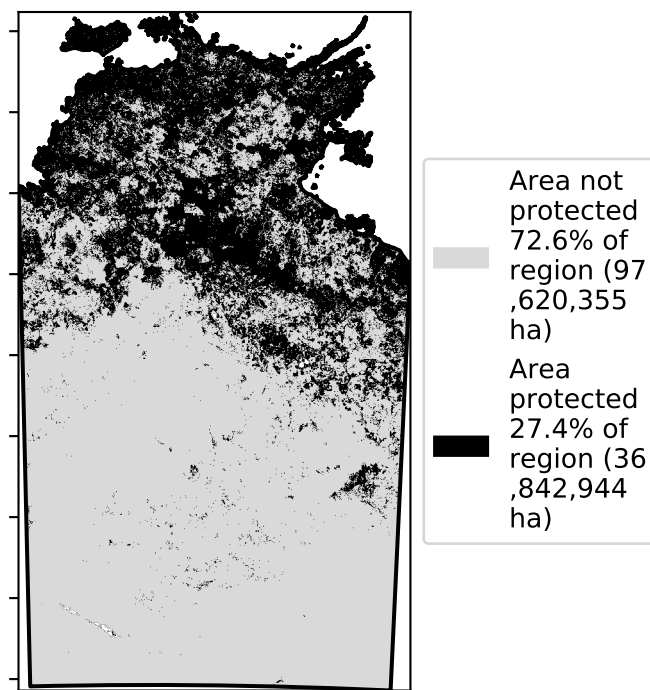 Area not
protected
72.6% of
region (97
,620,355
ha)
Area
protected
27.4% of
region (36
,842,944
ha)